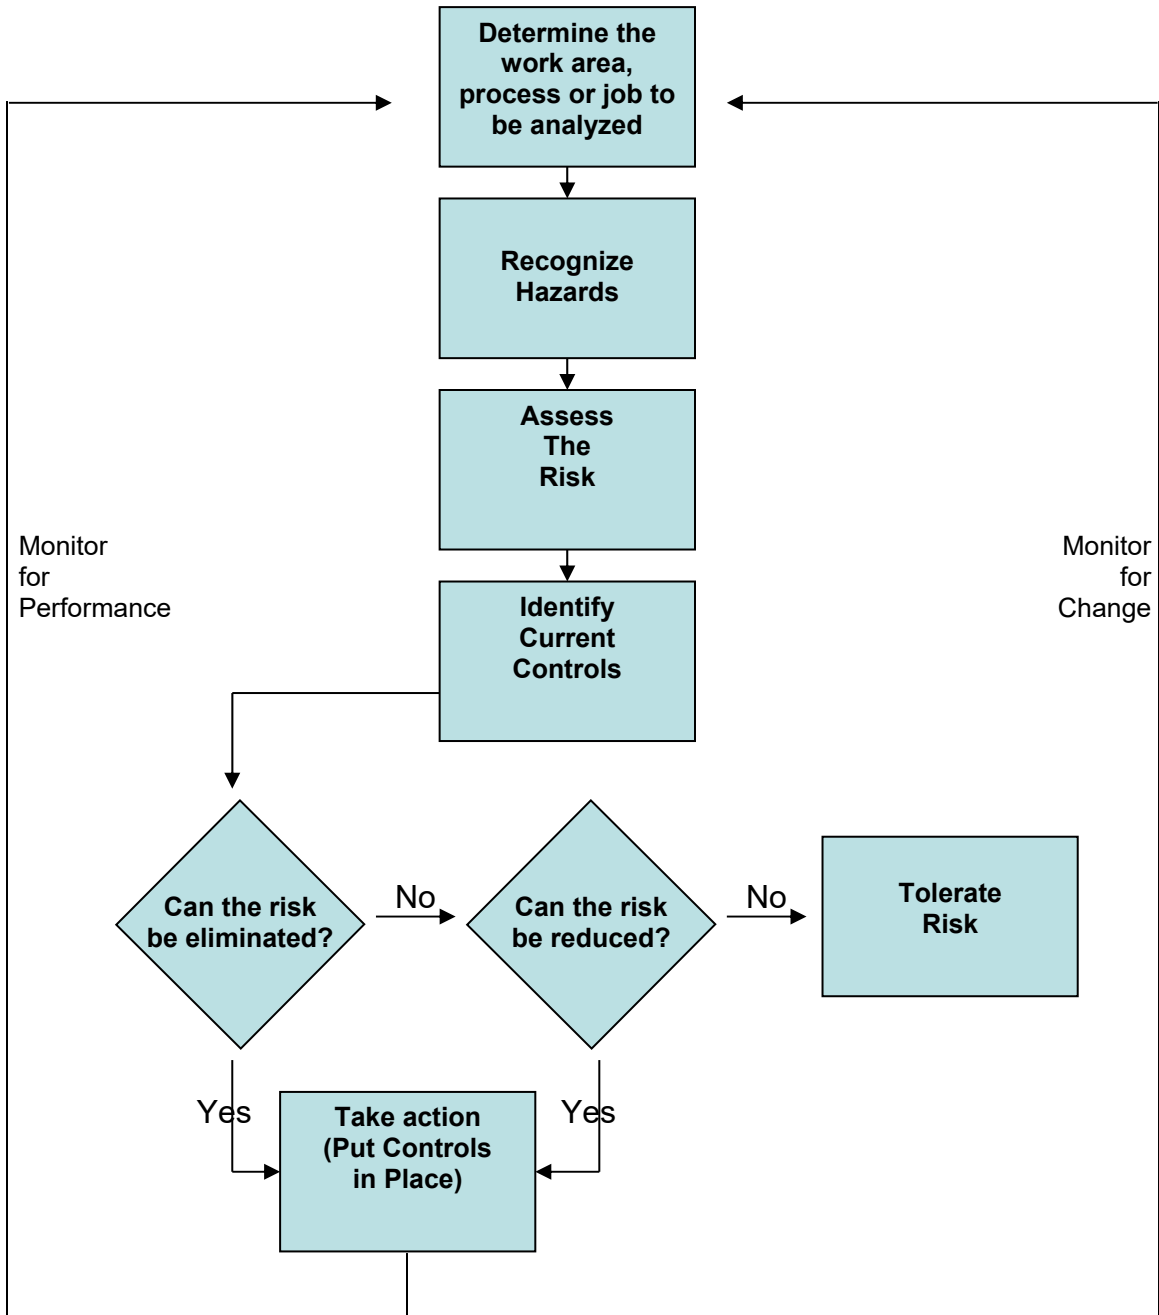 Determine the
work area,
process or job to
be analyzed
Recognize
Hazards
Assess
The
Risk
Monitor
for
Performance
Monitor
for
Change
Identify
Current
Controls
Can the risk
be eliminated?
No
Can the risk
be reduced?
No
Tolerate
Risk
Yes
Take action
(Put Controls
in Place)
Yes